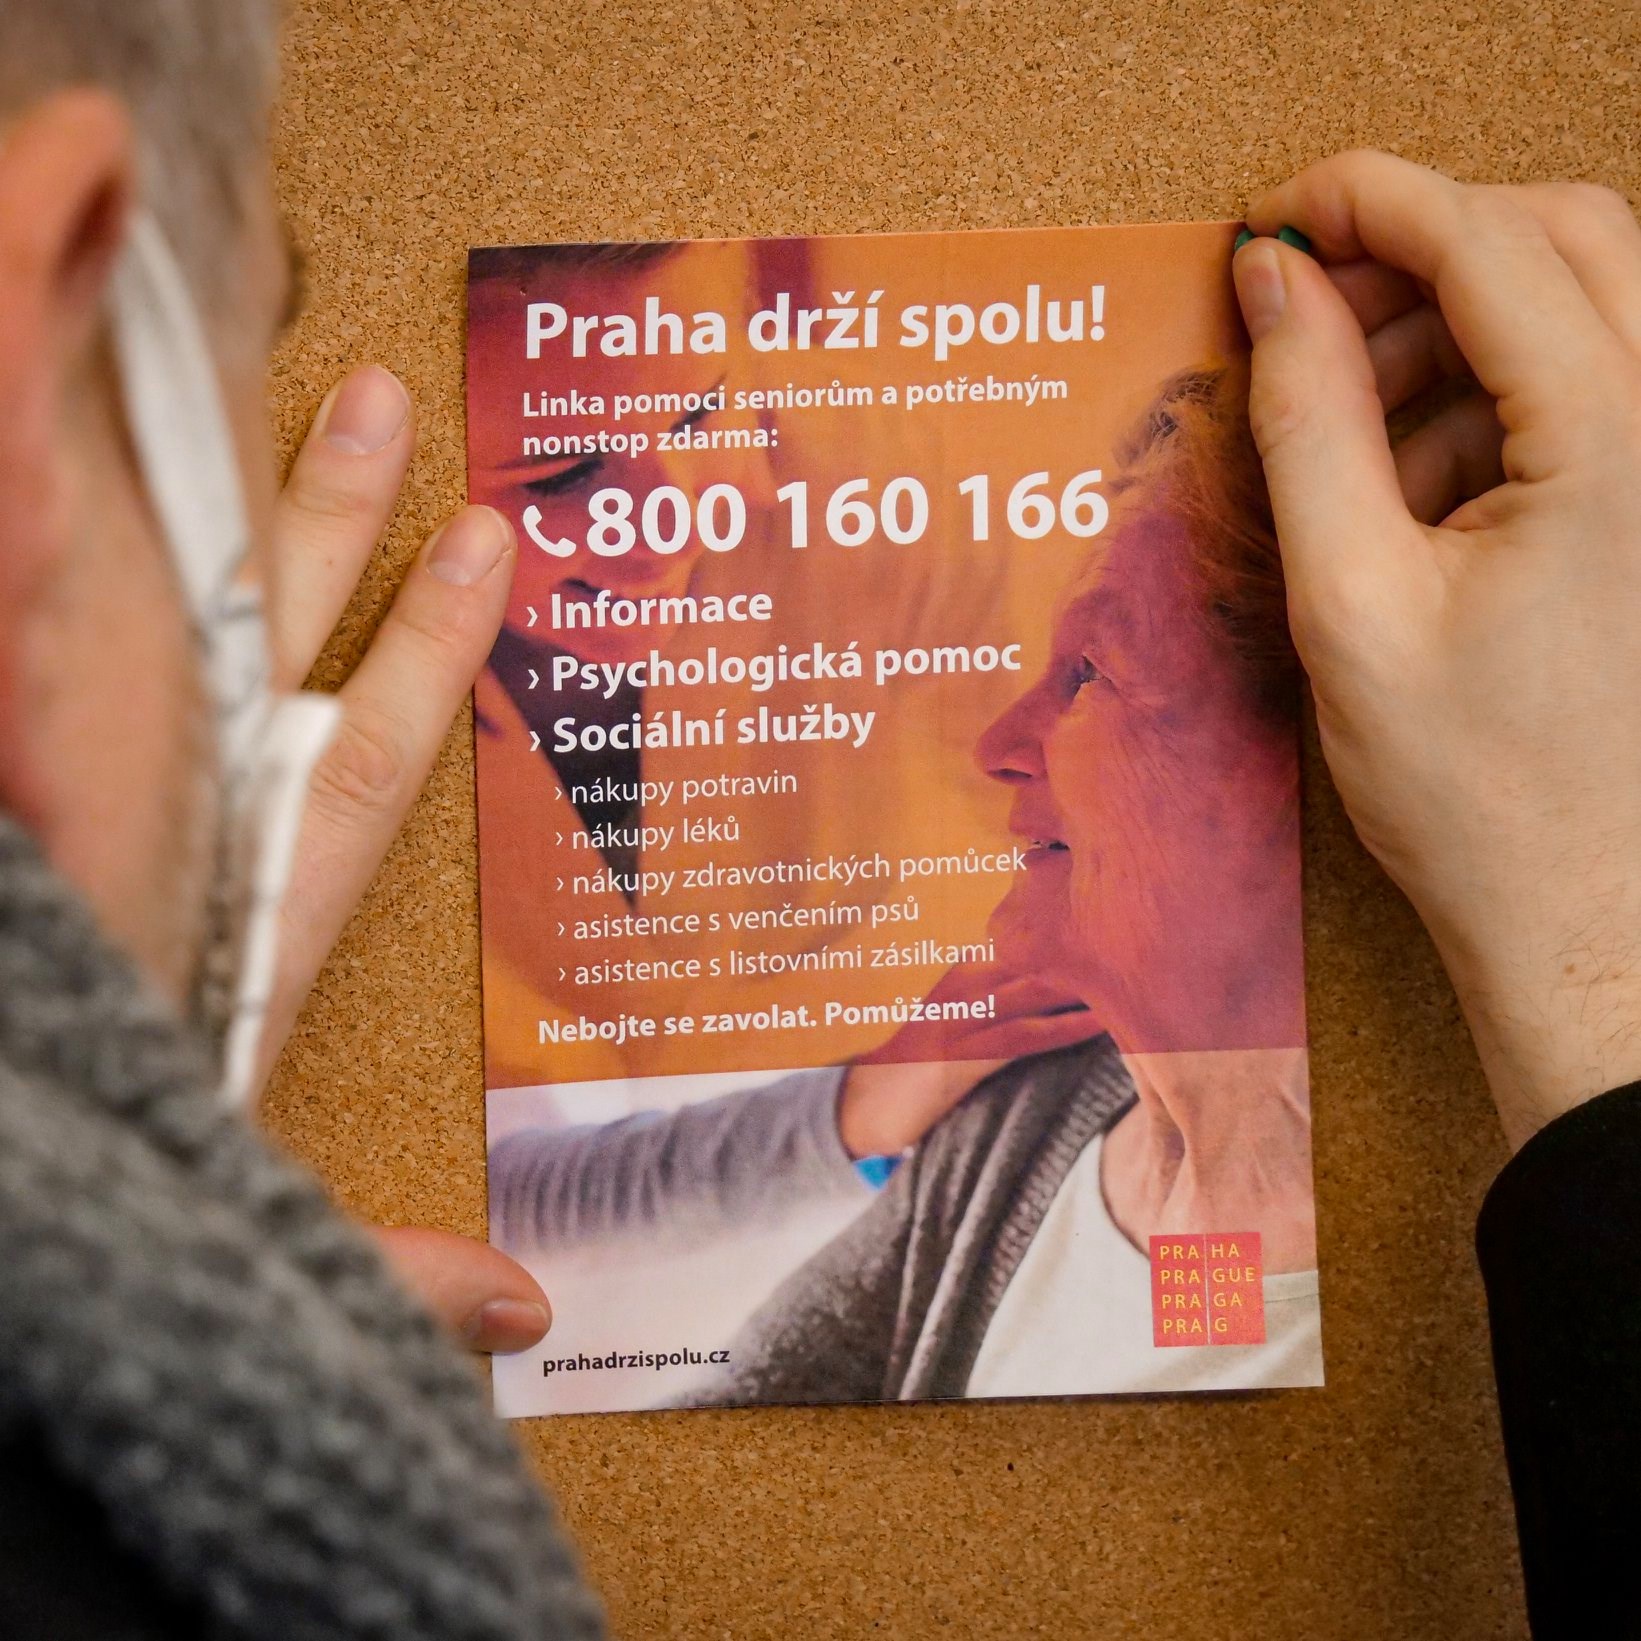 Praha drží spolu!
Linka pomoci seniorům a potřebným
nonstop zdarma:
800 160 166
› Informace
› Psychologická pomoc
› Sociální služby
› nákupy potravin
› nákupy léků
› nákupy zdravotnických pomůcek
› asistence s venčením psů
› asistence s listovními zásilkami
Nebojte se zavolat. Pomůžeme!
PRA HA
PRA GUE
PRA GA
PRA G
prahadrzispolu.cz